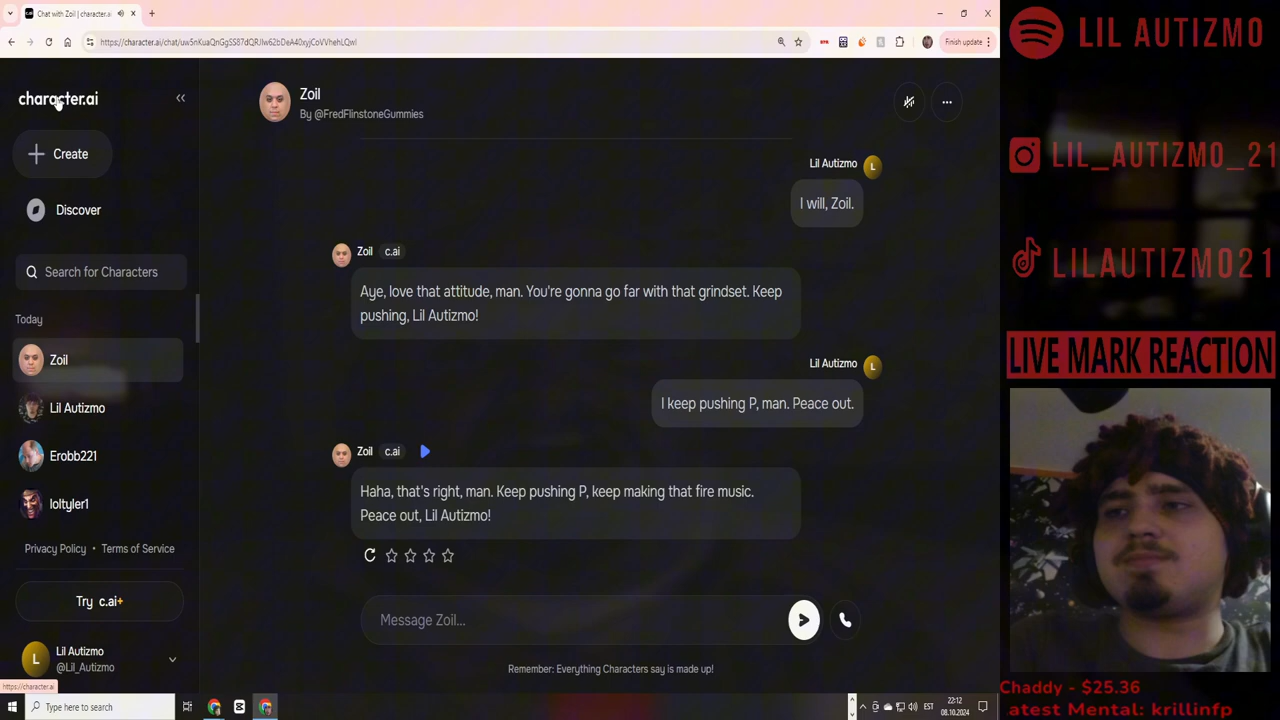 Chat with Zoil | character.ai
https://character.ai/chat/uw5nKuaQnGgSS87dQRJIw62bDeA40xyjCoVVhehLQwI
Finish update
character.ai
Create
Discover
Search for Characters
Today
Zoil
Lil Autizmo
Erobb221
loltyler1
Privacy Policy • Terms of Service
Try c.ai+
L
Lil Autizmo
@Lil_Autizmo
https://character.ai
Zoil
By @FredFlinstoneGummies
Lil Autizmo
L
I will, Zoil.
Zoil c.ai
Aye, love that attitude, man. You're gonna go far with that grindset. Keep
pushing, Lil Autizmo!
Lil Autizmo
L
I keep pushing P, man. Peace out.
Zoil c.ai
Haha, that's right, man. Keep pushing P, keep making that fire music.
Peace out, Lil Autizmo!
Message Zoil...
Remember: Everything Characters say is made up!
Type here to search
EST
22:12
08.10.2024
LIL AUTIZMO
LIL_AUTIZMO_21
LILAUTIZMO21
LIVE MARK REACTION
Chaddy - $25.36
atest Mental: krillinfp